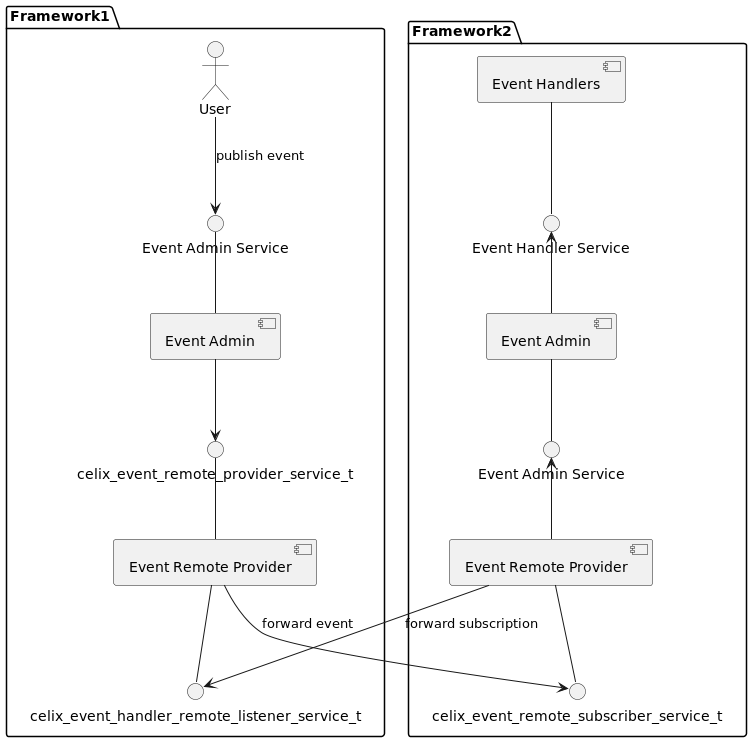 Framework1
User
publish event
Event Admin Service
Event Admin
celix_event_remote_provider_service_t
Event Remote Provider
forward event
celix_event_handler_remote_listener_service_t
Framework2
Event Handlers
Event Handler Service
Event Admin
Event Admin Service
Event Remote Provider
forward subscription
celix_event_remote_subscriber_service_t